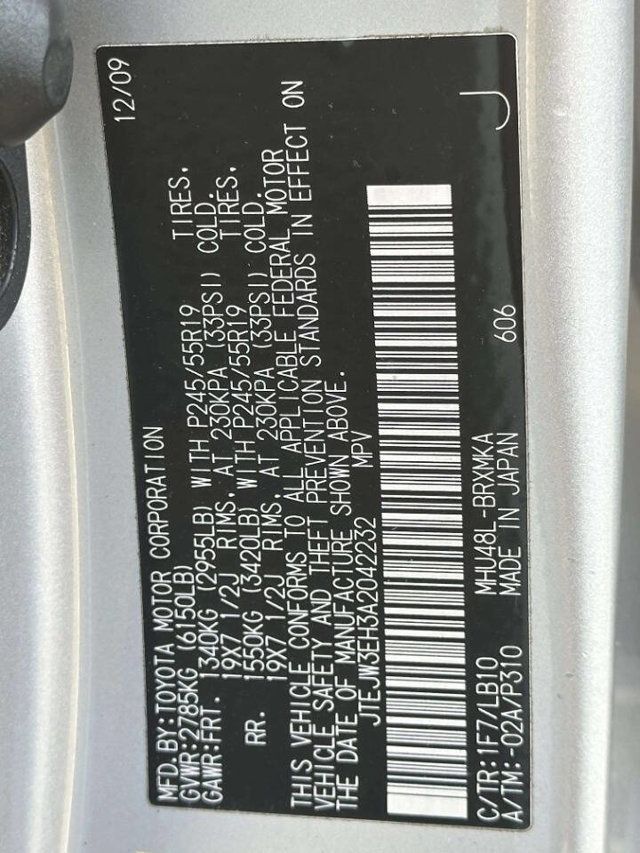 MFD.BY:TOYOTA MOTOR CORPORATION 12/09
GVWR:2785KG (6150LB)
GAWR:FRT. 1340KG (2955LB) WITH P245/55R19 TIRES.
19X7 1/2J RIMS. AT 230KPA (33PSI) COLD.
RR. 1550KG (3420LB) WITH P245/55R19 TIRES.
19X7 1/2J RIMS. AT 230KPA (33PSI) COLD.
THIS VEHICLE CONFORMS TO ALL APPLICABLE FEDERAL MOTOR
VEHICLE SAFETY AND THEFT PREVENTION STANDARDS IN EFFECT ON
THE DATE OF MANUFACTURE SHOWN ABOVE.
JTEJW3EH3A2042232 MPV
C/TR:1F7/LB10 MHU48L-BRXMKA J
A/TM:-02A/P310 MADE IN JAPAN 606